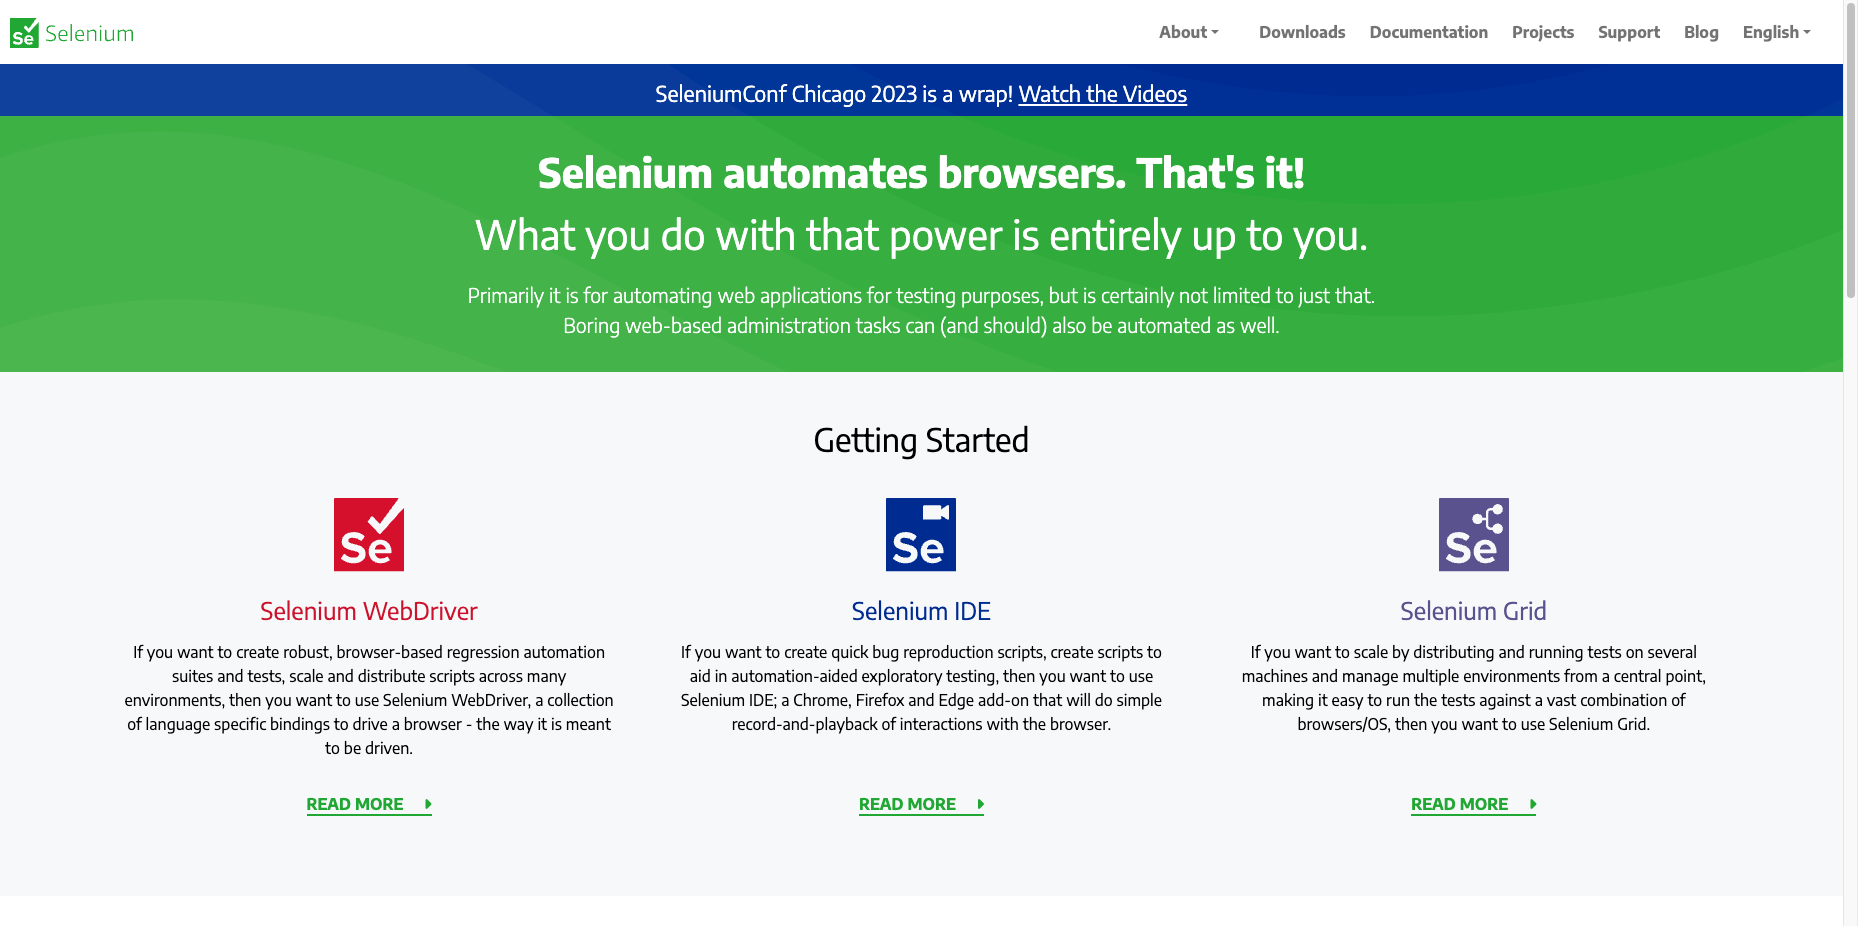 Se Selenium
About
Downloads
Documentation
Projects
Support
Blog
English
SeleniumConf Chicago 2023 is a wrap! Watch the Videos
Selenium automates browsers. That's it!
What you do with that power is entirely up to you.
Primarily it is for automating web applications for testing purposes, but is certainly not limited to just that.
Boring web-based administration tasks can (and should) also be automated as well.
Getting Started
Se
Selenium WebDriver
If you want to create robust, browser-based regression automation
suites and tests, scale and distribute scripts across many
environments, then you want to use Selenium WebDriver, a collection
of language specific bindings to drive a browser - the way it is meant
to be driven.
READ MORE
Se
Selenium IDE
If you want to create quick bug reproduction scripts, create scripts to
aid in automation-aided exploratory testing, then you want to use
Selenium IDE; a Chrome, Firefox and Edge add-on that will do simple
record-and-playback of interactions with the browser.
READ MORE
Se
Selenium Grid
If you want to scale by distributing and running tests on several
machines and manage multiple environments from a central point,
making it easy to run the tests against a vast combination of
browsers/OS, then you want to use Selenium Grid.
READ MORE